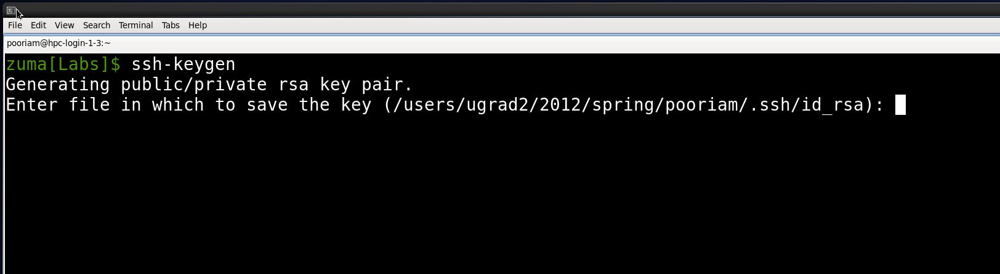 File Edit View Search Terminal Tabs Help
pooriam@hpc-login-1-3:~
zuma[Labs]$ ssh-keygen
Generating public/private rsa key pair.
Enter file in which to save the key (/users/ugrad2/2012/spring/pooriam/.ssh/id_rsa):